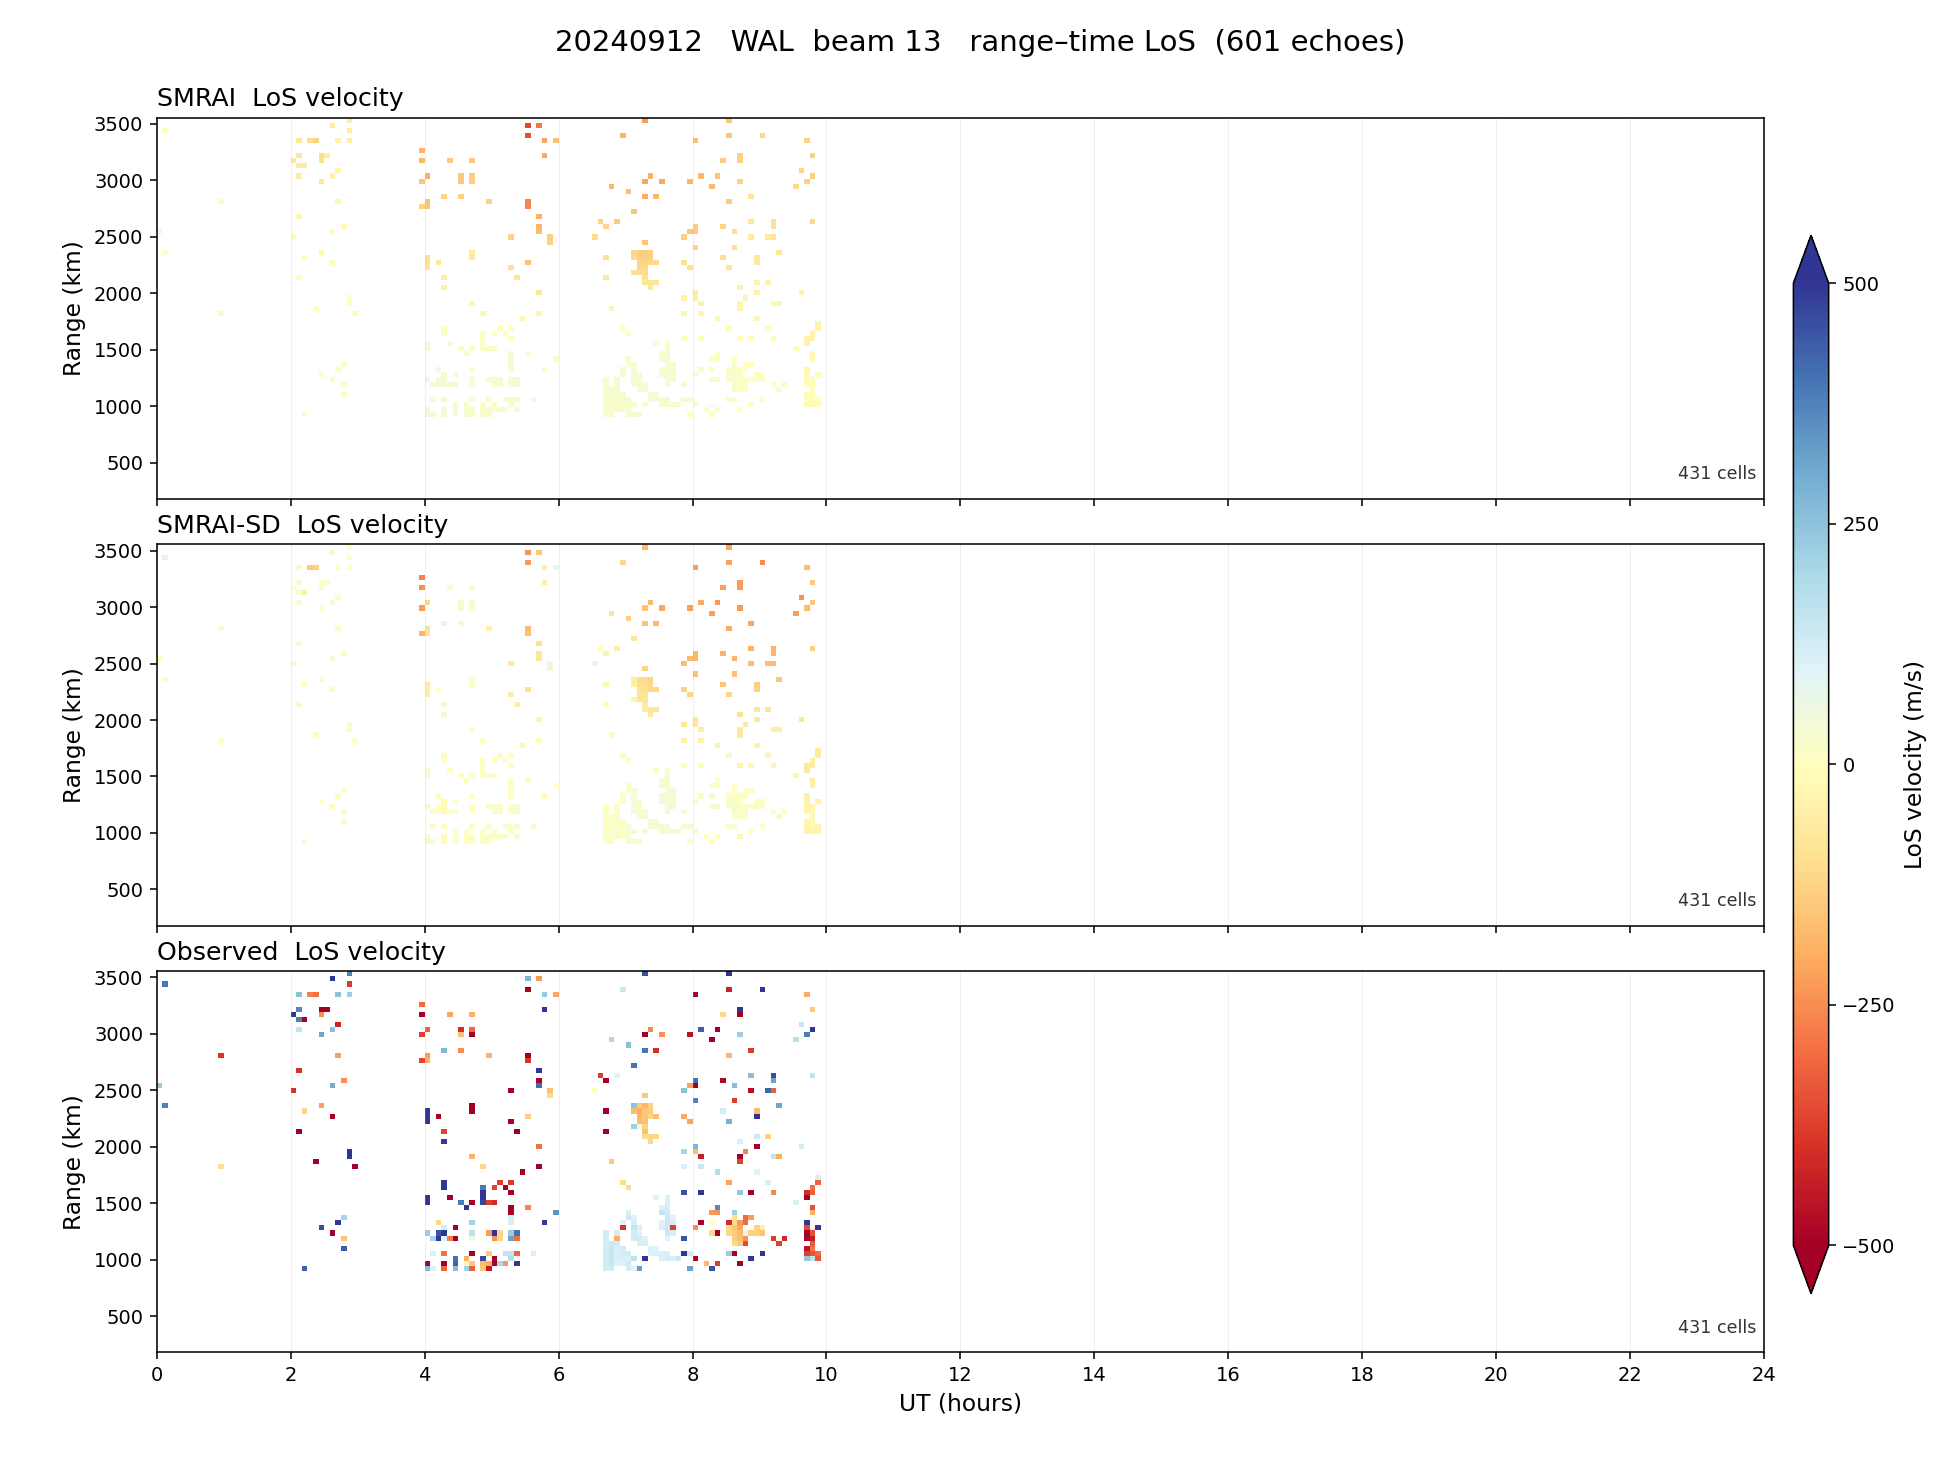 20240912 WAL beam 13 range–time LoS (601 echoes)
SMRAI LoS velocity
3500
3000
2500
2000
1500
1000
500
Range (km)
431 cells
SMRAI-SD LoS velocity
3500
3000
2500
2000
1500
1000
500
Range (km)
431 cells
Observed LoS velocity
3500
3000
2500
2000
1500
1000
500
Range (km)
431 cells
0 2 4 6 8 10 12 14 16 18 20 22 24
UT (hours)
500
250
0
−250
−500
LoS velocity (m/s)